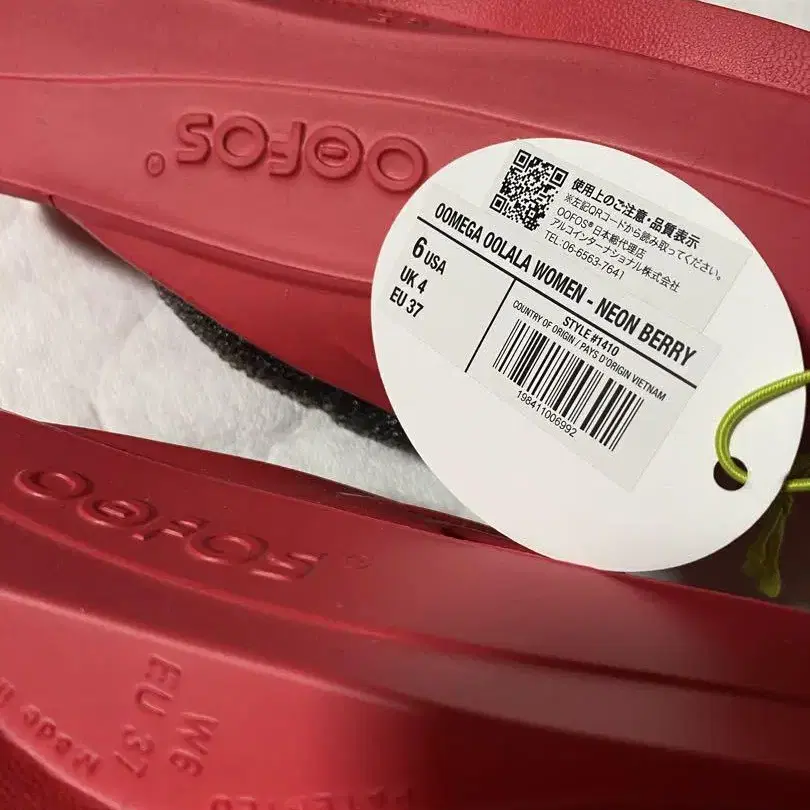 OOFOS®
使用上のご注意・品質表示
※左記QRコードから読み取ってください。
OOFOS®日本総代理店
アルコインターナショナル株式会社
TEL:06-6563-7641
OOMEGA OOLALA WOMEN - NEON BERRY
6 USA
UK 4
EU 37
STYLE #1410
COUNTRY OF ORIGIN / PAYS D'ORIGIN VIETNAM
198411006992
OOFOS
W6
EU 37
Made
PATENTED